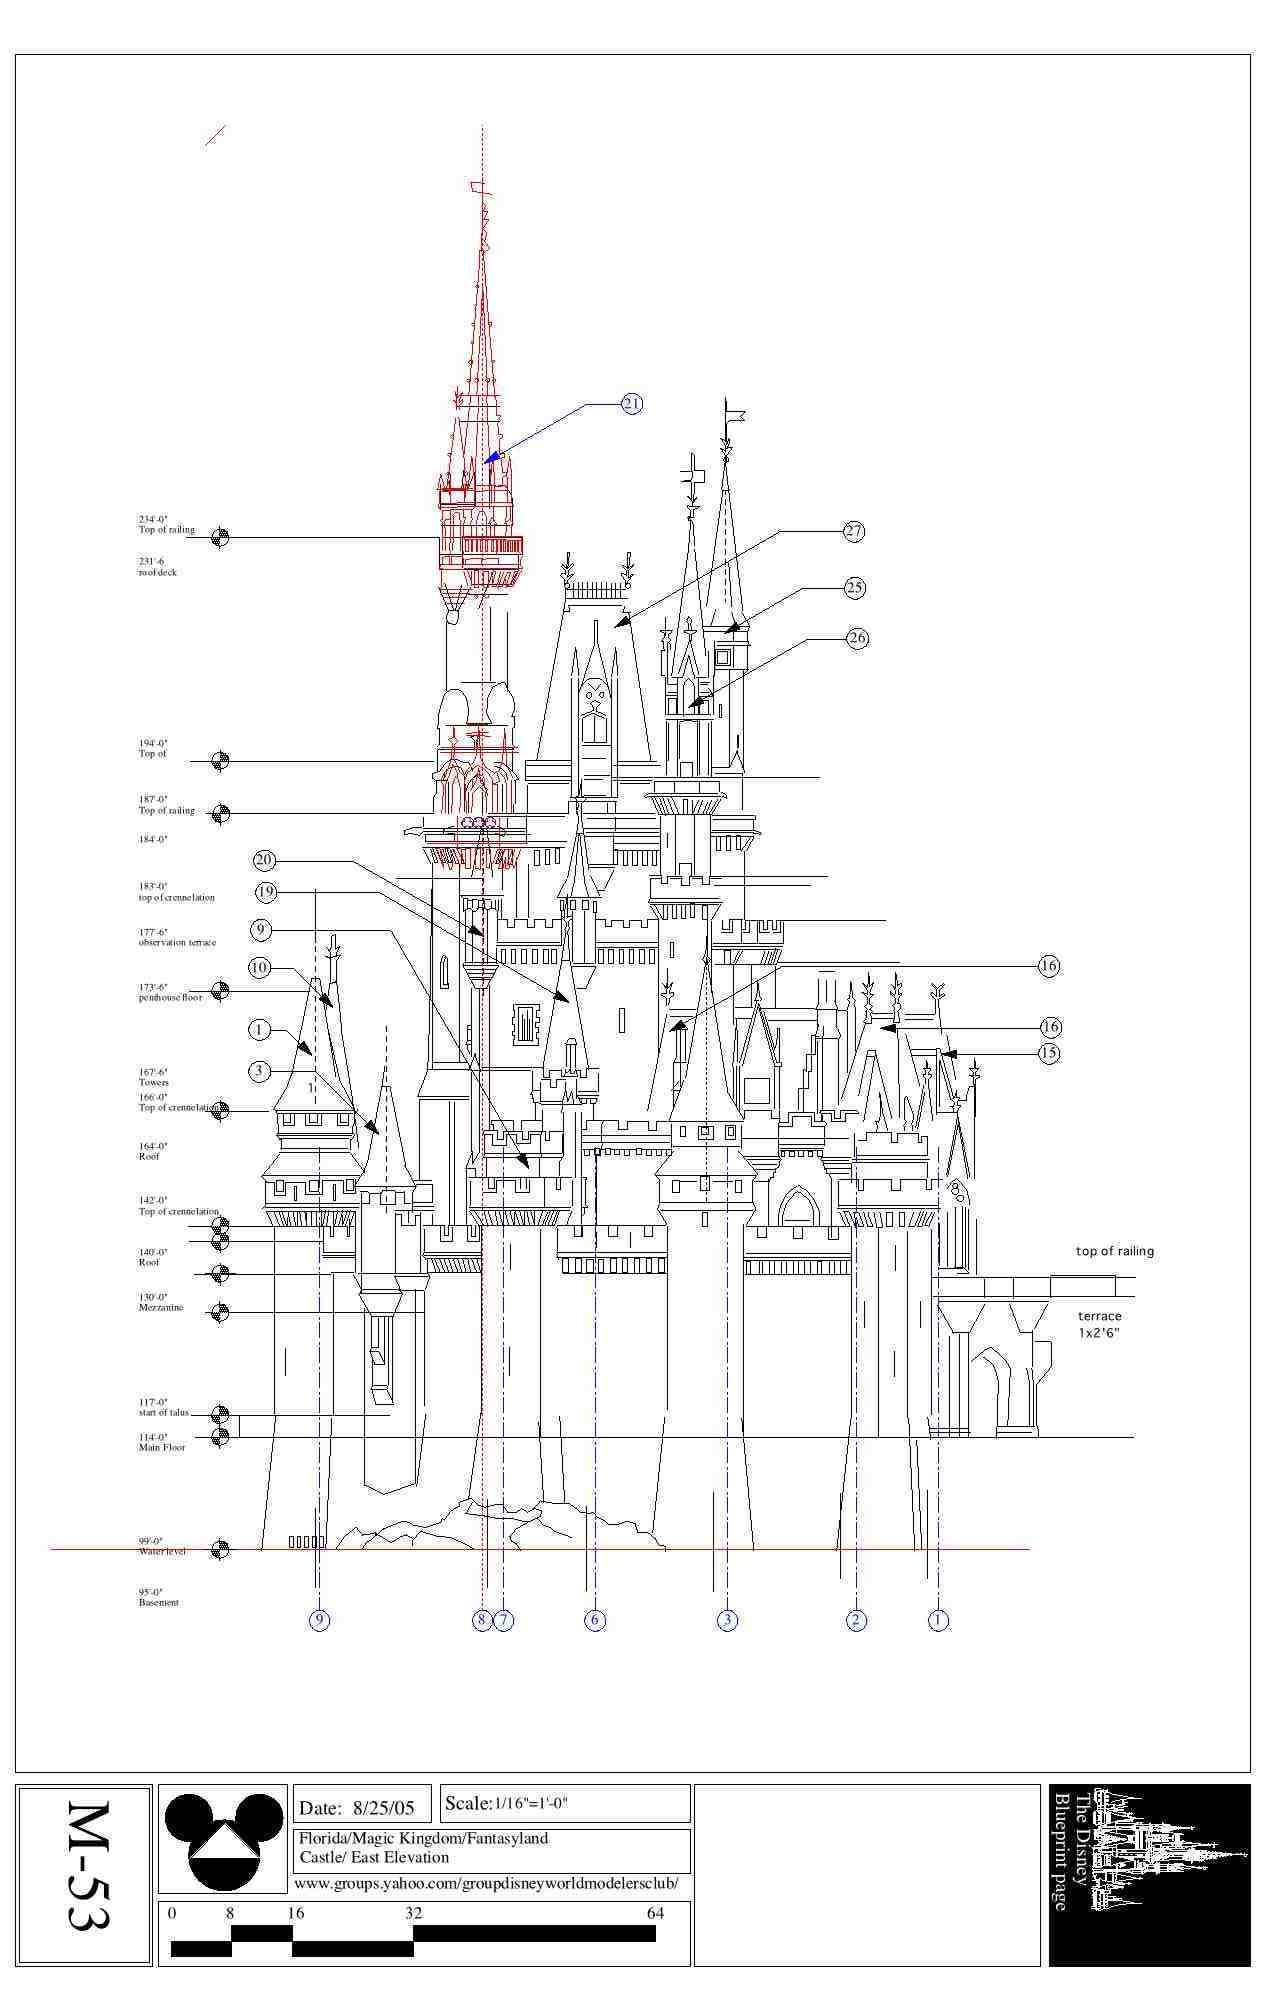 21
234'-0"
Top of railing
231'-6
roof deck
27
25
26
194'-0"
Top of
187'-0"
Top of railing
184'-0"
20
183'-0"
top of crennelation
19
9
177'-6"
observation terrace
10
16
173'-6"
penthouse floor
1
16
15
3
167'-6"
Towers
166'-0"
Top of crennelation
164'-0"
Roof
142'-0"
Top of crennelation
140'-0"
Roof
top of railing
130'-0"
Mezzanine
terrace
1x2'6"
117'-0"
start of talus
114'-0"
Main Floor
99'-0"
Water level
95'-0"
Basement
9
8
7
6
3
2
1
M-53
Date: 8/25/05
Scale:1/16"=1'-0"
Florida/Magic Kingdom/Fantasyland
Castle/ East Elevation
www.groups.yahoo.com/groupdisneyworldmodelersclub/
0 8 16 32 64
The Disney
Blueprint page